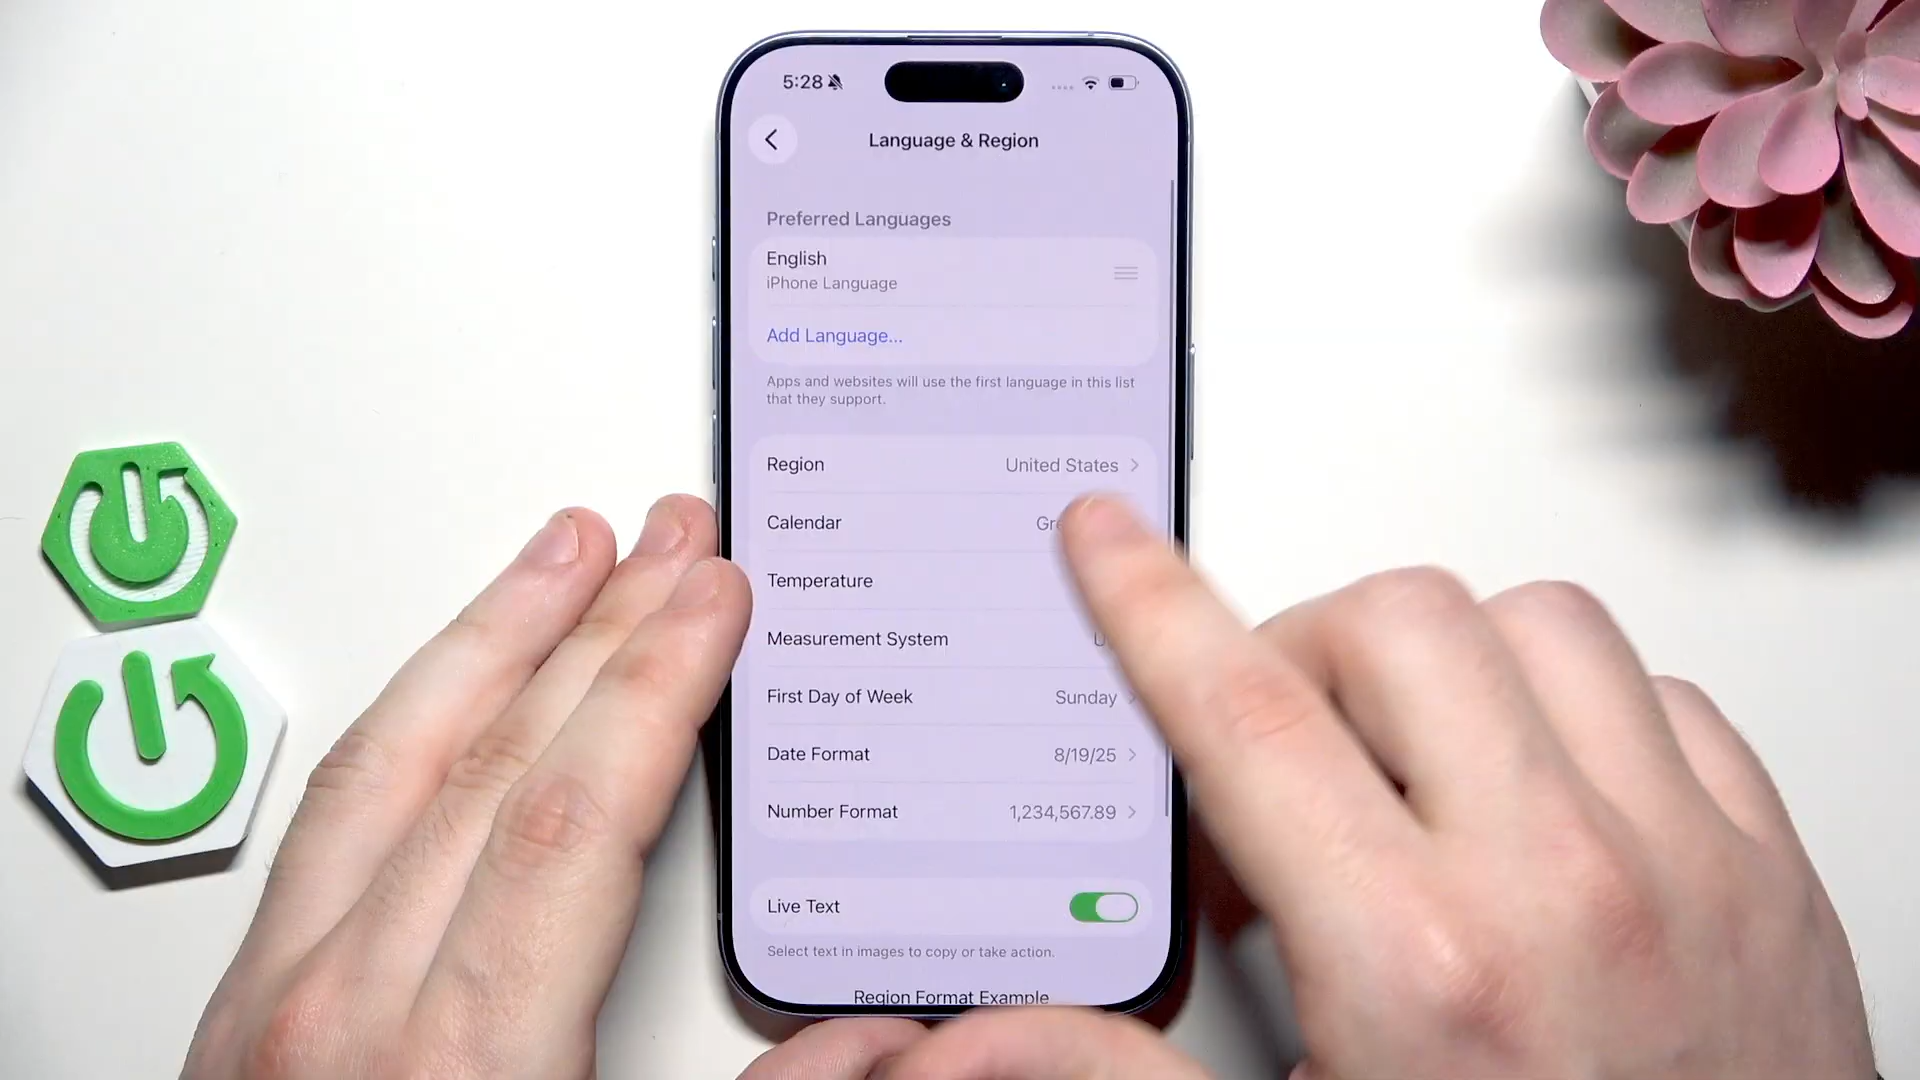 5:28
Language & Region
Preferred Languages
English
iPhone Language
Add Language...
Apps and websites will use the first language in this list
that they support.
Region United States
Calendar
Temperature
Measurement System
First Day of Week Sunday
Date Format 8/19/25
Number Format 1,234,567.89
Live Text
Select text in images to copy or take action.
Region Format Example